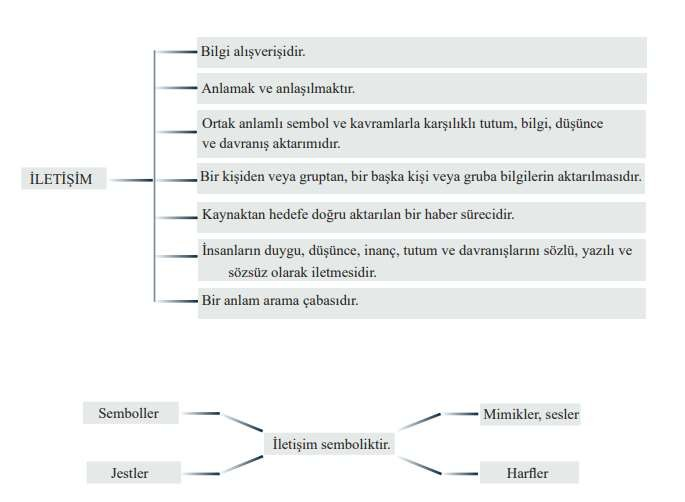 Bilgi alışverişidir.
Anlamak ve anlaşılmaktır.
Ortak anlamlı sembol ve kavramlarla karşılıklı tutum, bilgi, düşünce
ve davranış aktarımıdır.
İLETİŞİM
Bir kişiden veya gruptan, bir başka kişi veya gruba bilgilerin aktarılmasıdır.
Kaynaktan hedefe doğru aktarılan bir haber sürecidir.
İnsanların duygu, düşünce, inanç, tutum ve davranışlarını sözlü, yazılı ve
sözsüz olarak iletmesidir.
Bir anlam arama çabasıdır.
Semboller
Mimikler, sesler
İletişim semboliktir.
Jestler
Harfler